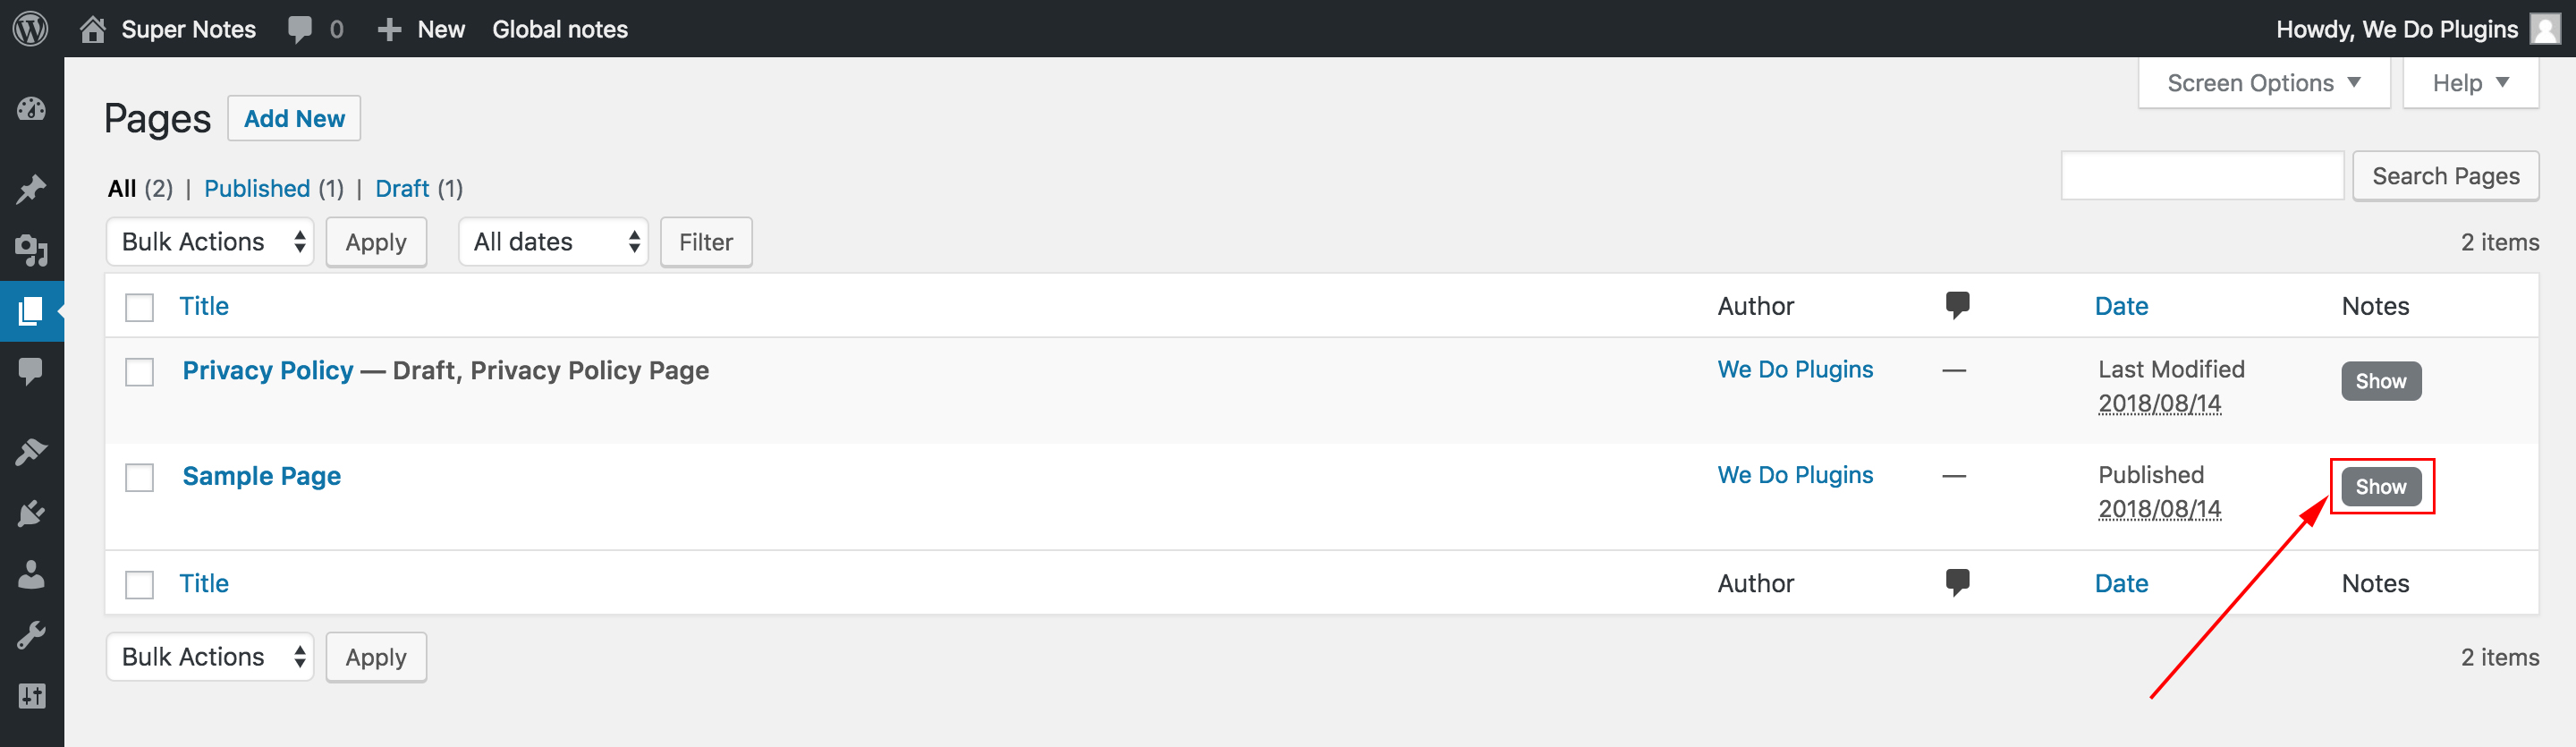 Super Notes 0 New Global notes Howdy, We Do Plugins
Screen Options Help
Pages Add New
Search Pages
All (2) | Published (1) | Draft (1)
Bulk Actions Apply All dates Filter 2 items
Title Author Date Notes
Privacy Policy — Draft, Privacy Policy Page We Do Plugins — Last Modified Show
2018/08/14
Sample Page We Do Plugins — Published Show
2018/08/14
Title Author Date Notes
Bulk Actions Apply 2 items